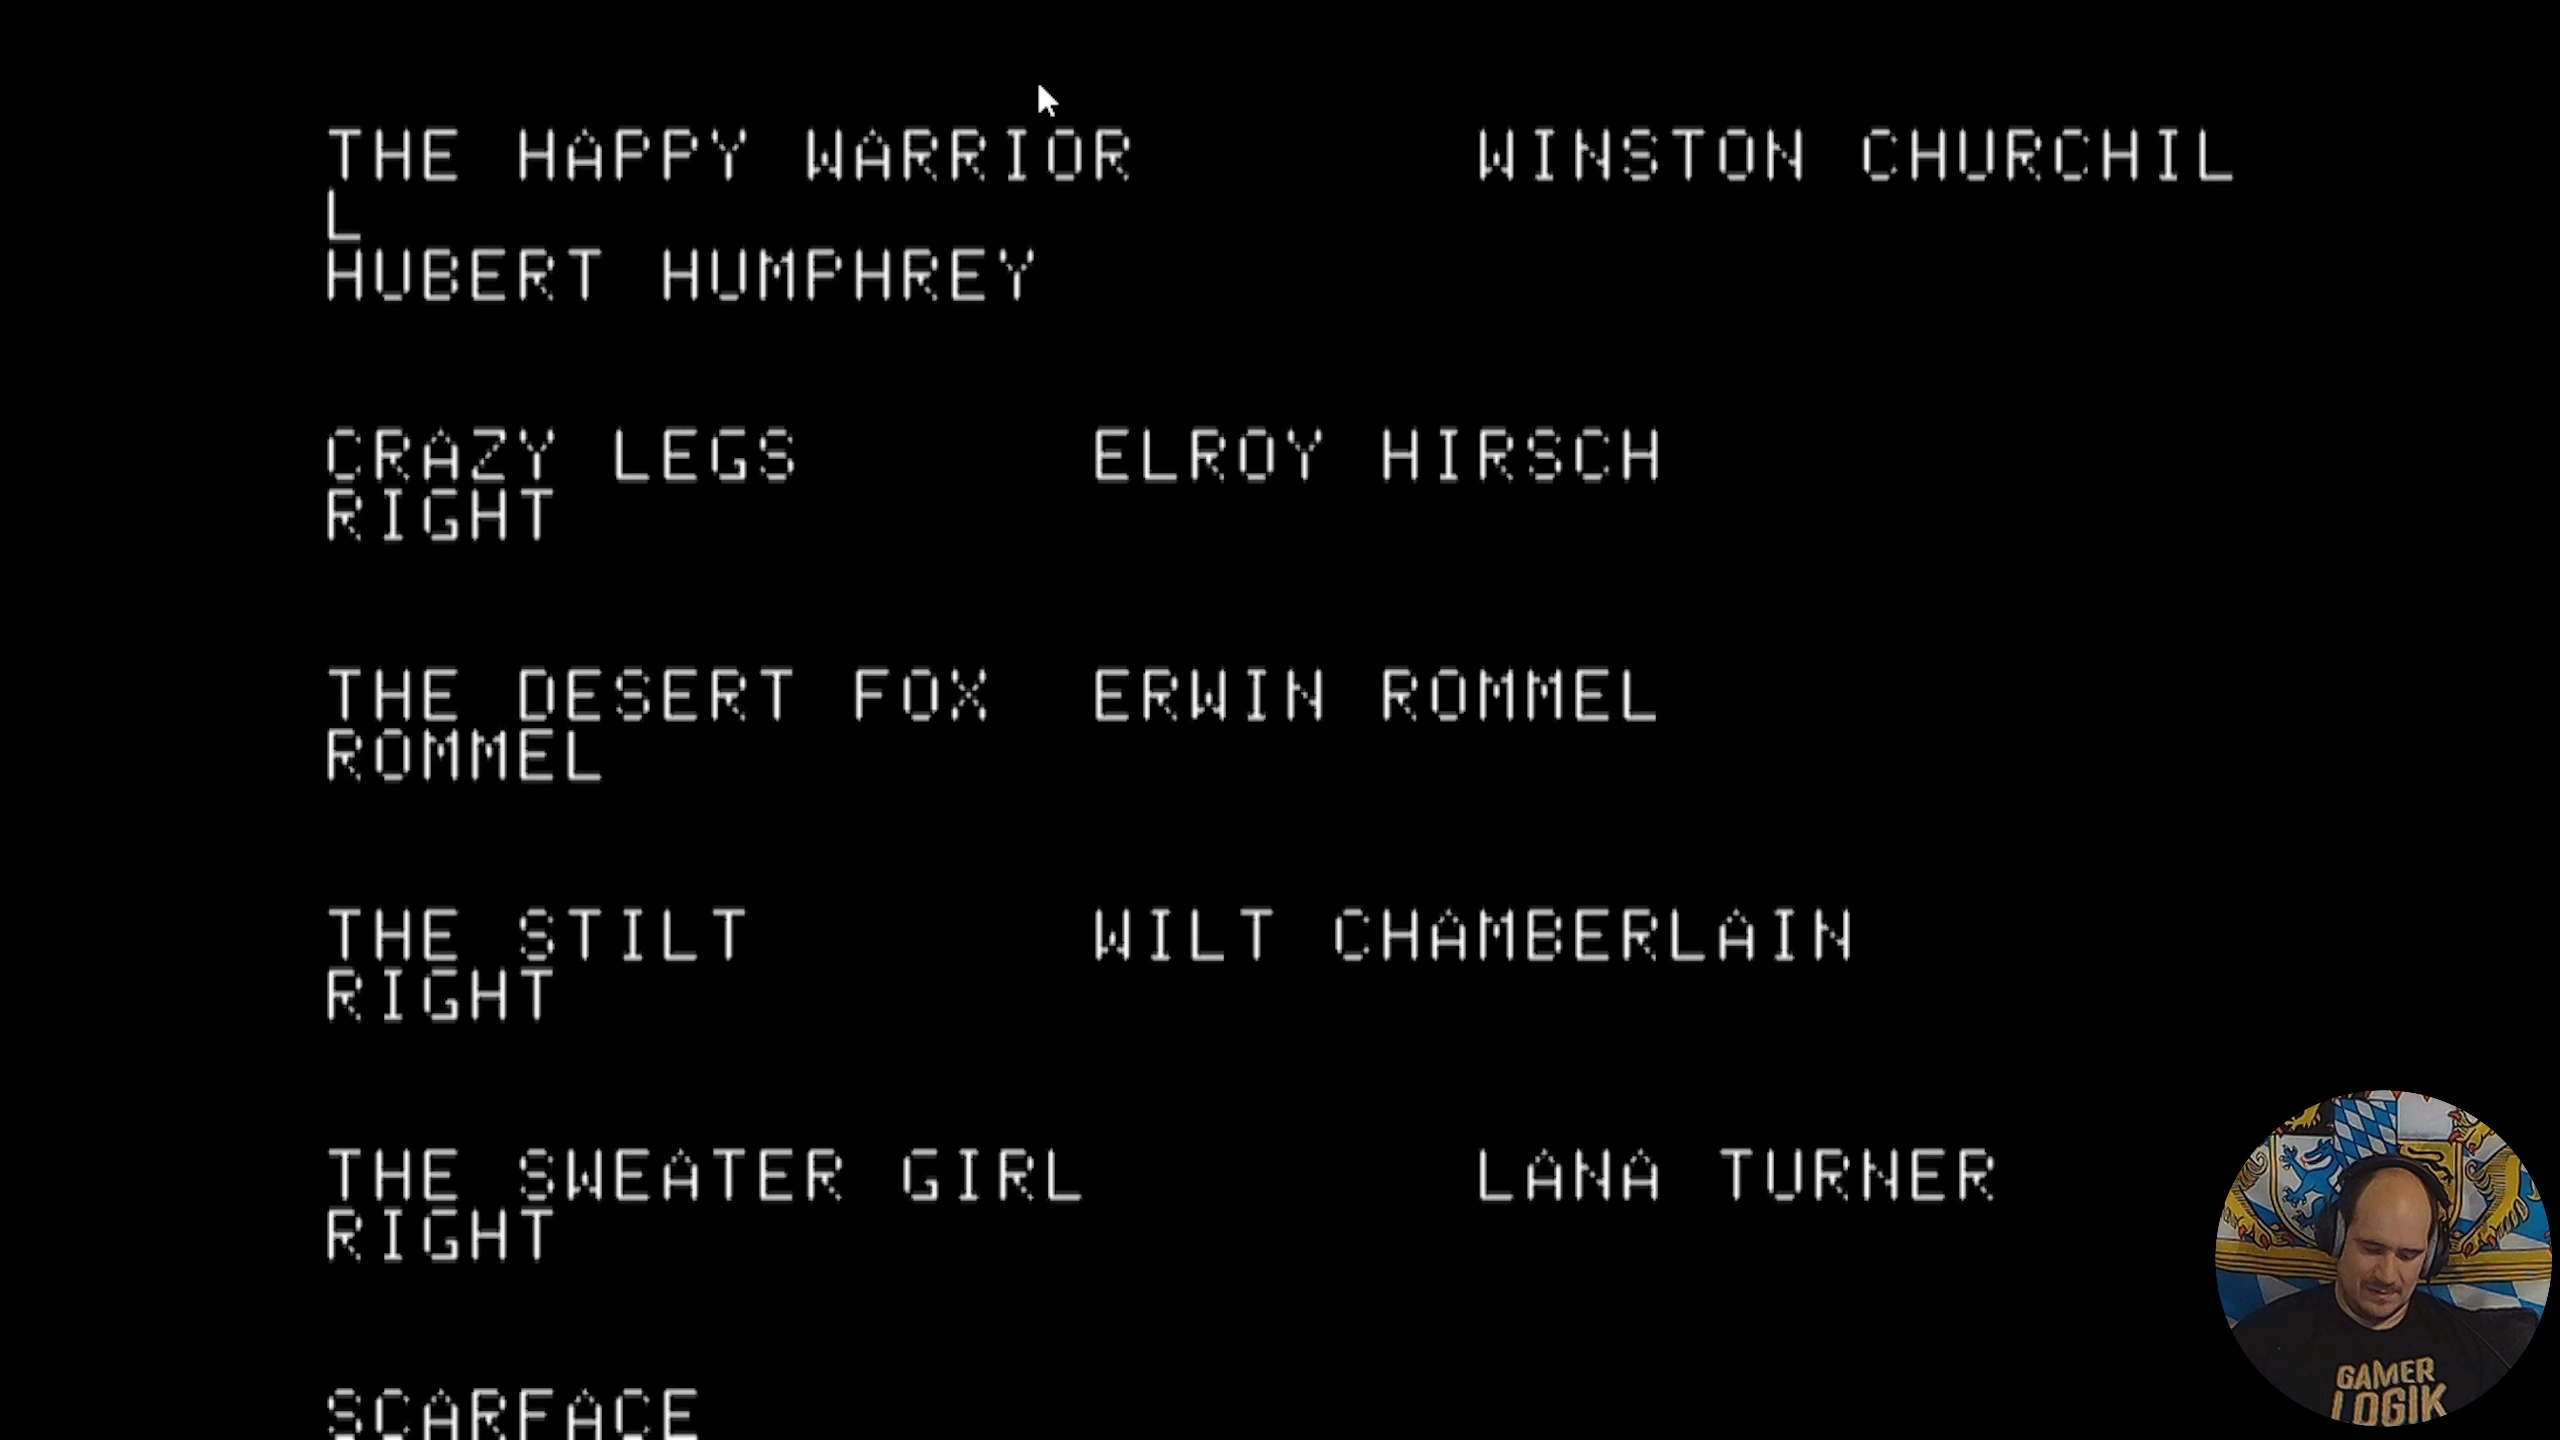 THE HAPPY WARRIOR WINSTON CHURCHIL
L
HUBERT HUMPHREY
CRAZY LEGS ELROY HIRSCH
RIGHT
THE DESERT FOX ERWIN ROMMEL
ROMMEL
THE STILT WILT CHAMBERLAIN
RIGHT
THE SWEATER GIRL LANA TURNER
RIGHT
SCARFACE
GAMER
LOGIK